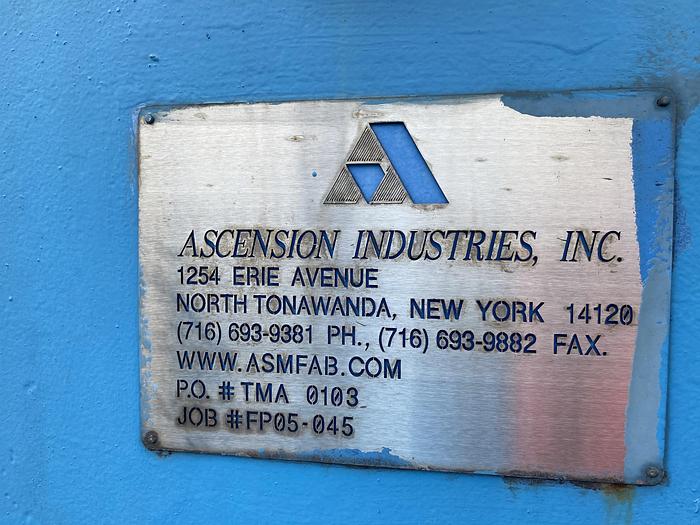 ASCENSION INDUSTRIES, INC.
1254 ERIE AVENUE
NORTH TONAWANDA, NEW YORK 14120
(716) 693-9381 PH., (716) 693-9882 FAX.
WWW.ASMFAB.COM
P.O. # TMA 0103
JOB #FP05-045